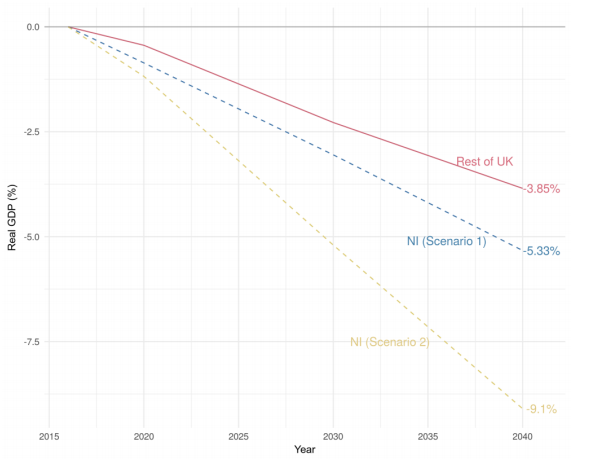 0.0
-2.5
-5.0
-7.5
Real GDP (%)
Rest of UK
-3.85%
NI (Scenario 1)
-5.33%
NI (Scenario 2)
-9.1%
2015
2020
2025
2030
2035
2040
Year